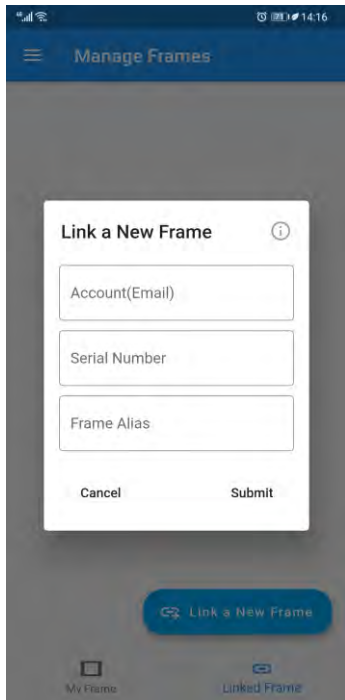 14:16
Manage Frames
Link a New Frame
Account(Email)
Serial Number
Frame Alias
Cancel Submit
Link a New Frame
My Frame Linked Frame